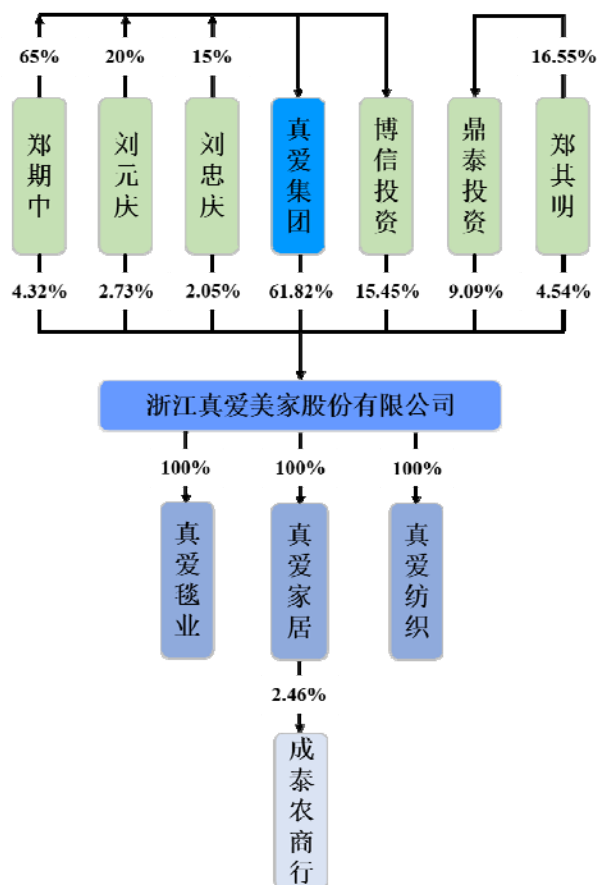 65%
20%
15%
16.55%
郑期中
刘元庆
刘忠庆
真爱集团
博信投资
鼎泰投资
郑其明
4.32%
2.73%
2.05%
61.82%
15.45%
9.09%
4.54%
浙江真爱美家股份有限公司
100%
100%
100%
真爱毯业
真爱家居
真爱纺织
2.46%
成泰农商行